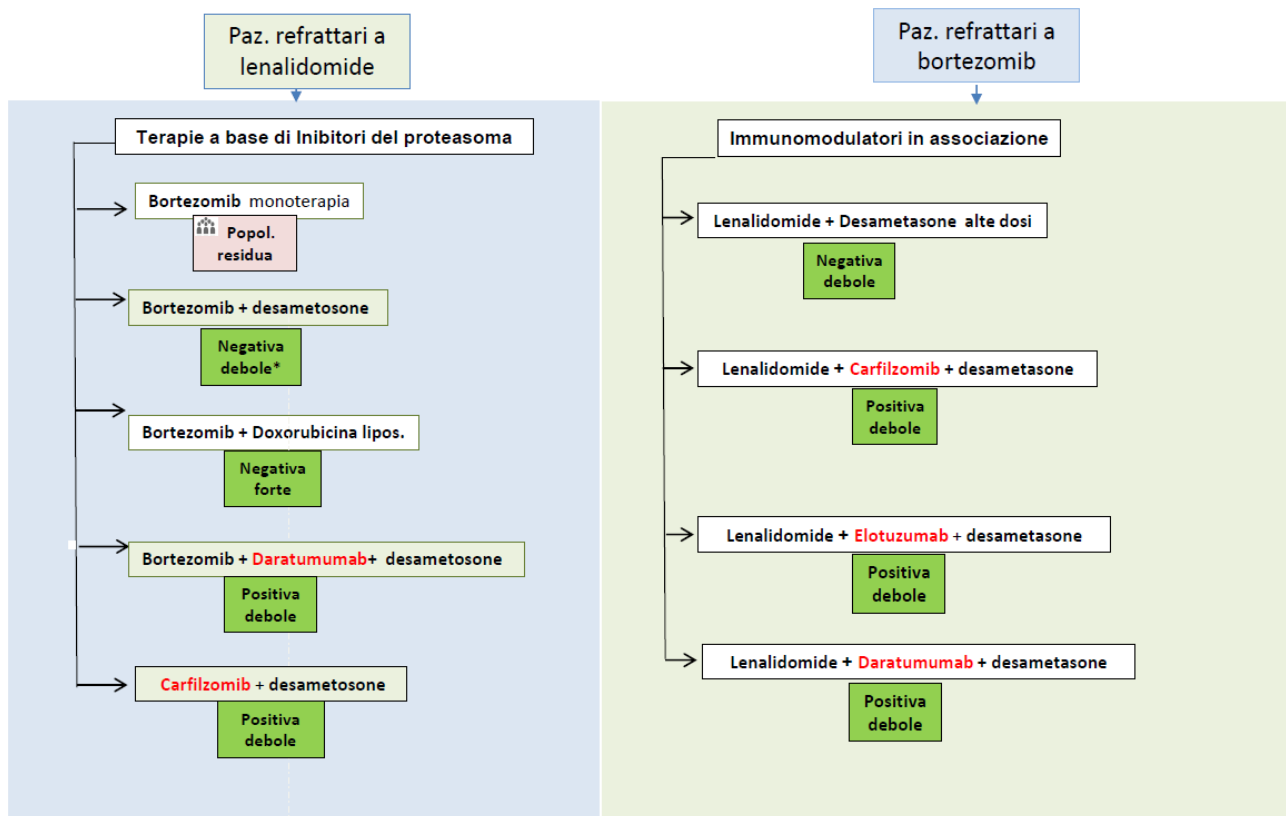 Paz. refrattari a
lenalidomide
Terapie a base di Inibitori del proteasoma
Bortezomib monoterapia
Popol.
residua
Bortezomib + desametosone
Negativa
debole*
Bortezomib + Doxorubicina lipos.
Negativa
forte
Bortezomib + Daratumumab+ desametosone
Positiva
debole
Carfilzomib + desametosone
Positiva
debole
Paz. refrattari a
bortezomib
Immunomodulatori in associazione
Lenalidomide + Desametasone alte dosi
Negativa
debole
Lenalidomide + Carfilzomib + desametasone
Positiva
debole
Lenalidomide + Elotuzumab + desametasone
Positiva
debole
Lenalidomide + Daratumumab + desametasone
Positiva
debole